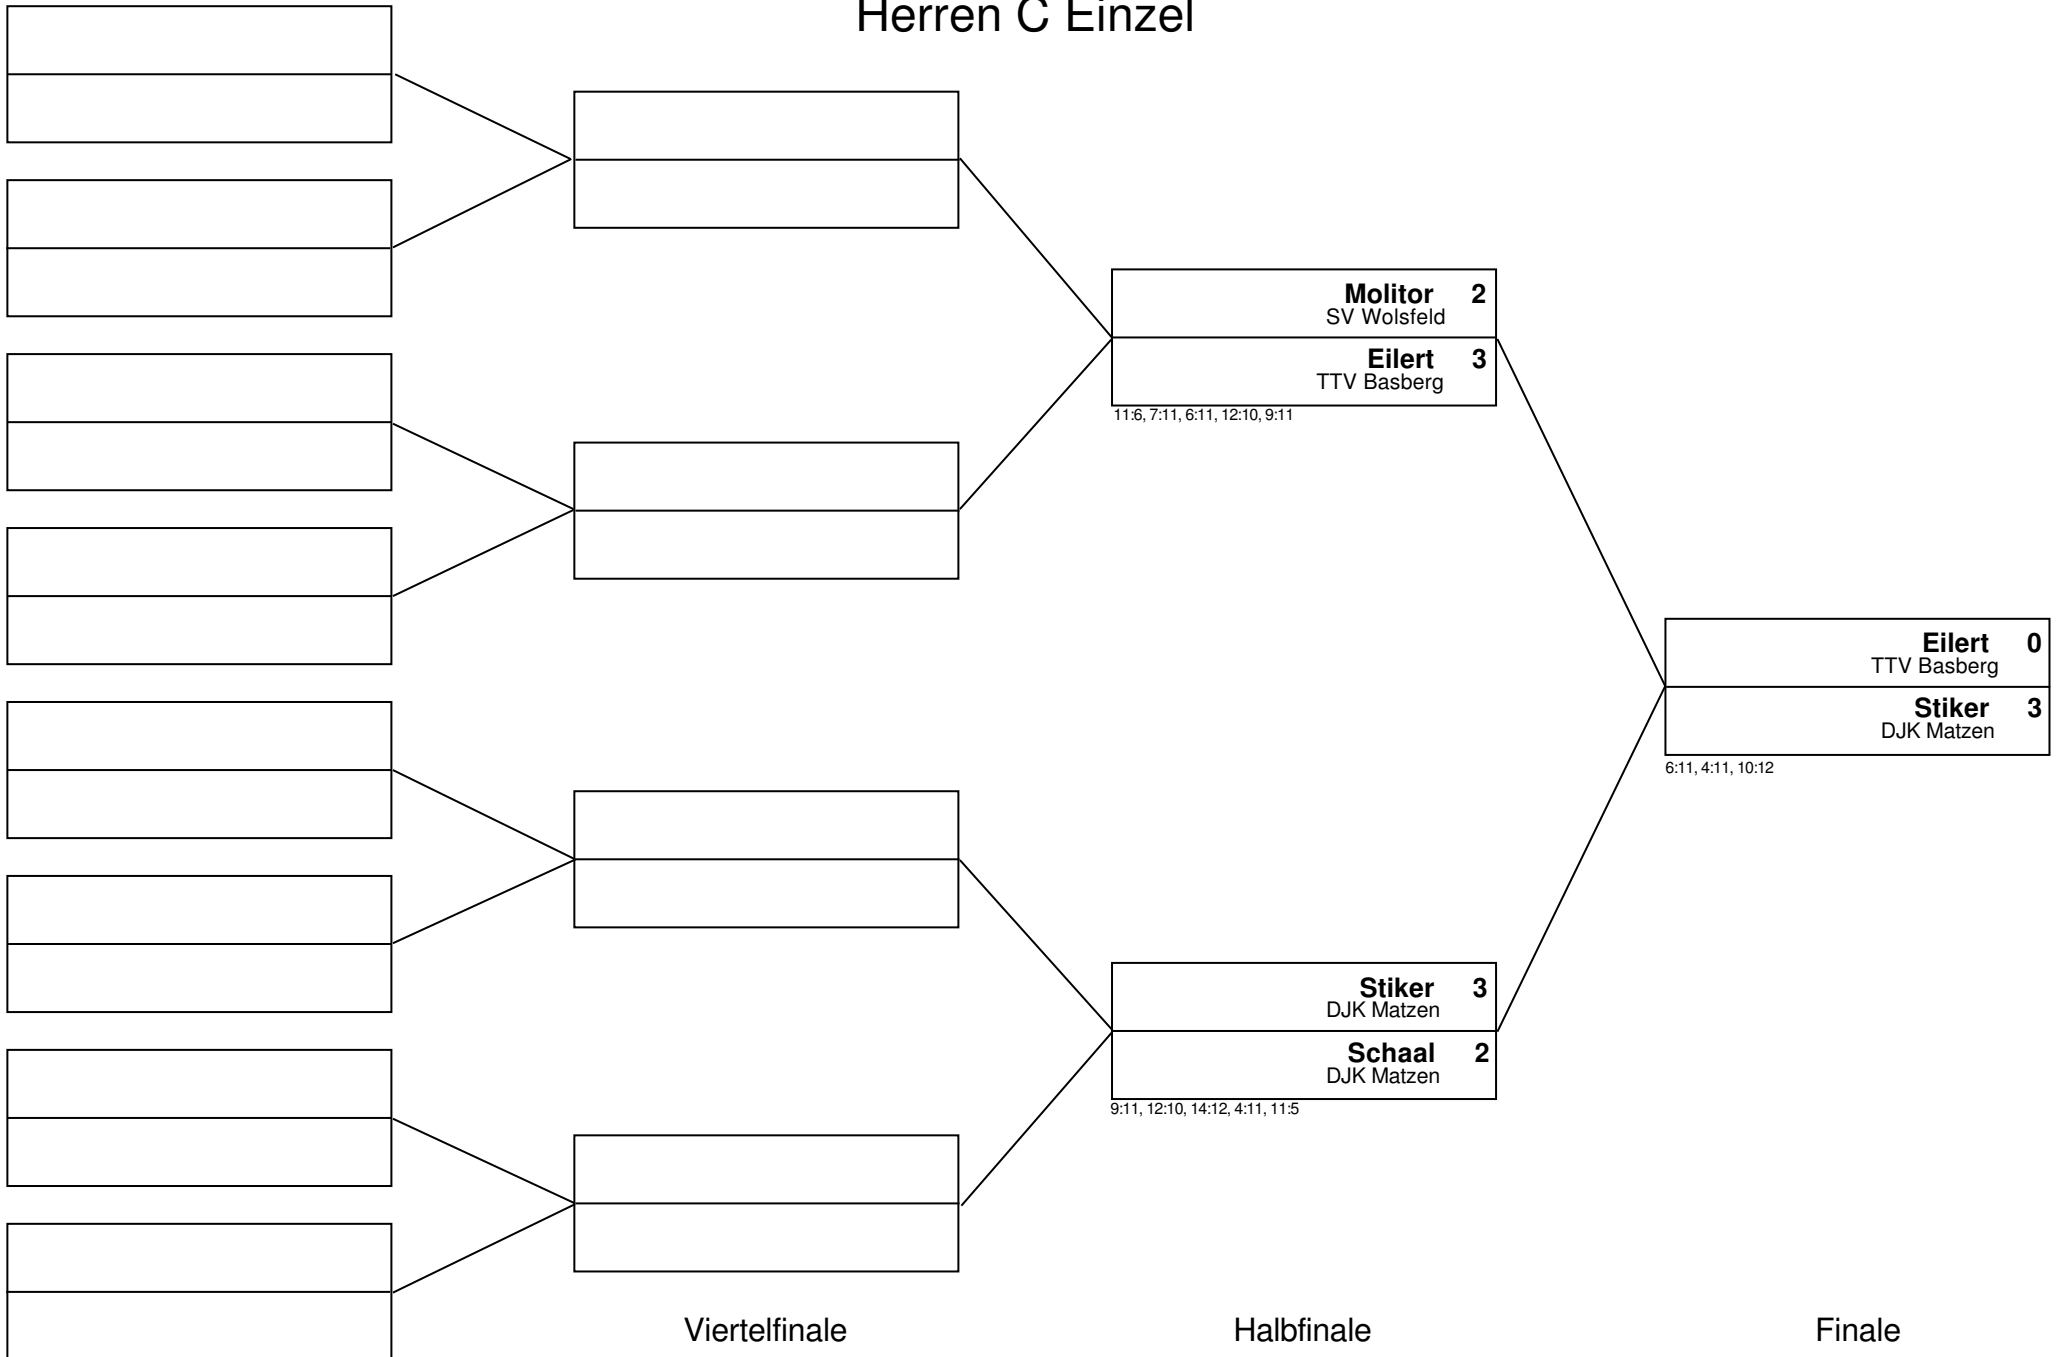 Herren C Einzel
Molitor 2
SV Wolsfeld
Eilert 3
TTV Basberg
11:6, 7:11, 6:11, 12:10, 9:11
Eilert 0
TTV Basberg
Stiker 3
DJK Matzen
6:11, 4:11, 10:12
Stiker 3
DJK Matzen
Schaal 2
DJK Matzen
9:11, 12:10, 14:12, 4:11, 11:5
Viertelfinale
Halbfinale
Finale